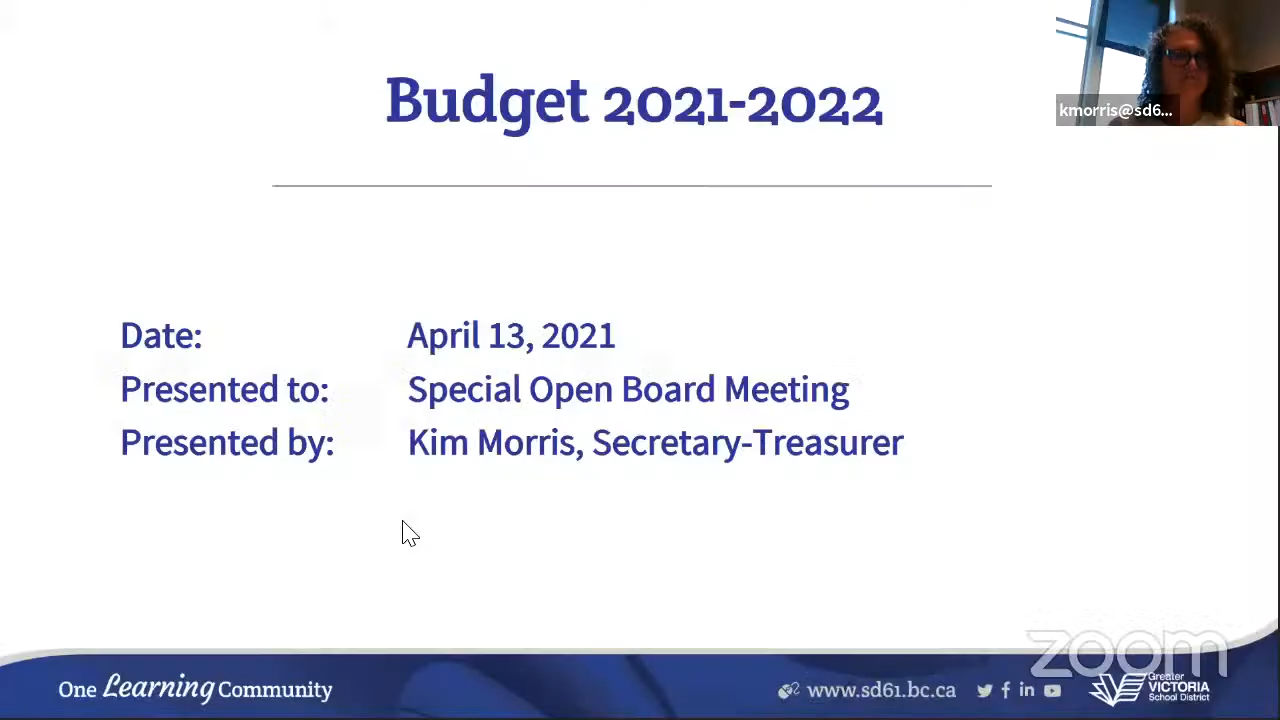 Budget 2021-2022
kmorris@sd6...
Date: April 13, 2021
Presented to: Special Open Board Meeting
Presented by: Kim Morris, Secretary-Treasurer
zoom
One Learning Community
www.sd61.bc.ca
Greater
VICTORIA
School District